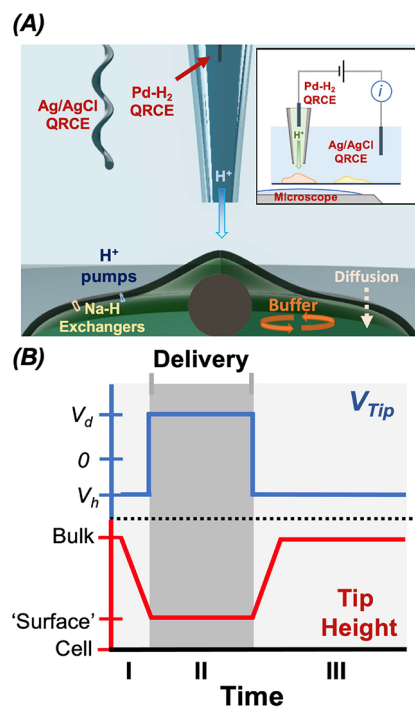 (A)
Pd-H2
QRCE
Ag/AgCl
QRCE
H+
Pd-H2
QRCE
i
H+
Ag/AgCl
QRCE
Microscope
H+
pumps
Na-H
Exchangers
Buffer
Diffusion
(B)
Delivery
VTip
Vd
0
Vh
Bulk
'Surface'
Cell
Tip
Height
I II III
Time